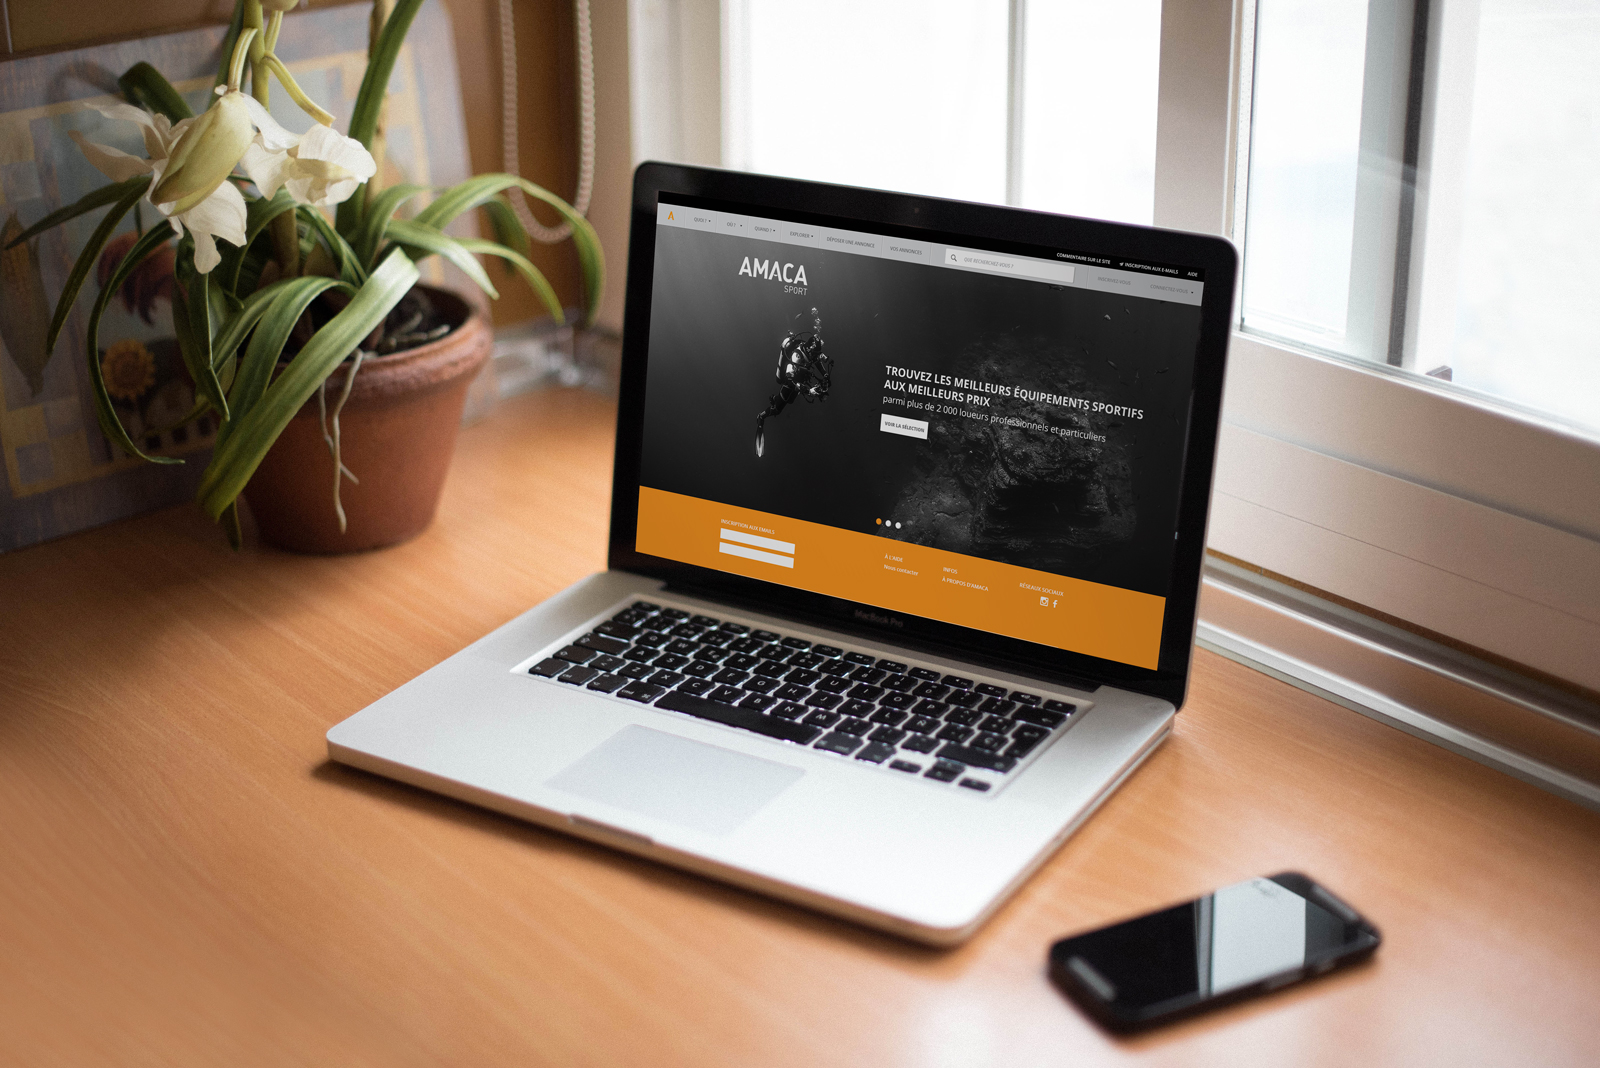 COMMENTAIRE SUR LE SITE INSCRIPTION AUX E-MAILS AIDE
QUOI ? OÙ ? QUAND ? EXPLORER DÉPOSER UNE ANNONCE VOS ANNONCES QUE RECHERCHEZ-VOUS ? INSCRIVEZ-VOUS CONNECTEZ-VOUS
AMACA
SPORT
TROUVEZ LES MEILLEURS ÉQUIPEMENTS SPORTIFS
AUX MEILLEURS PRIX
parmi plus de 2 000 loueurs professionnels et particuliers
VOIR LA SÉLECTION
INSCRIPTION AUX EMAILS
À L'AIDE
Nous contacter
INFOS
À PROPOS D'AMACA
RÉSEAUX SOCIAUX
MacBook Pro